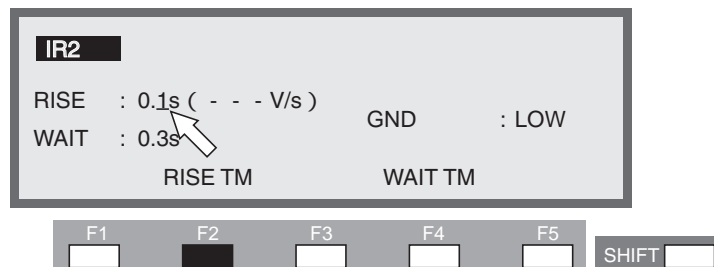 IR2
RISE : 0.1s ( - - - V/s )
GND : LOW
WAIT : 0.3s
RISE TM WAIT TM
F1 F2 F3 F4 F5
SHIFT